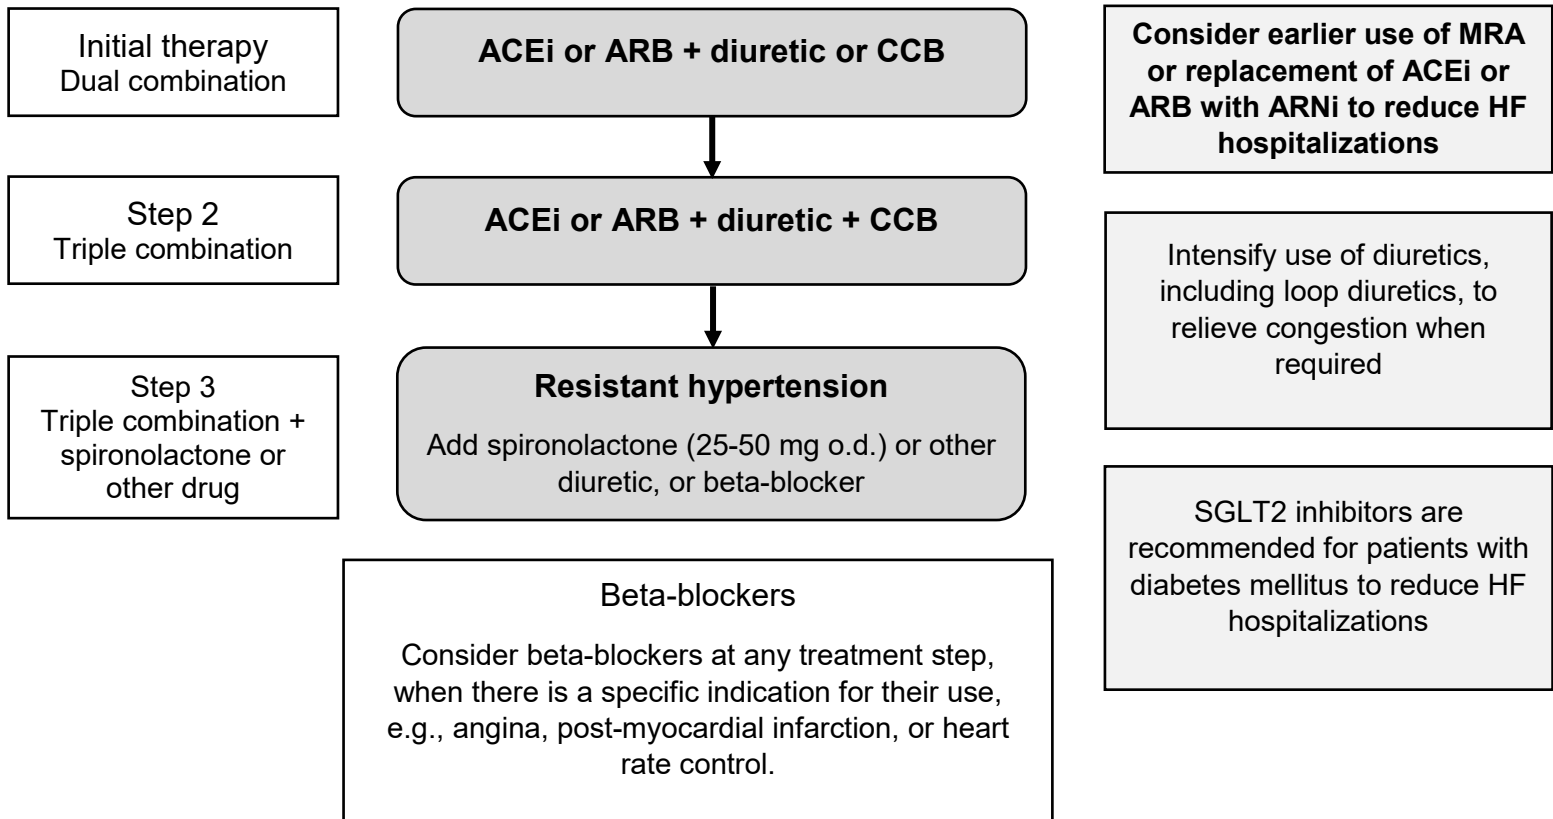 Initial therapy
Dual combination
ACEi or ARB + diuretic or CCB
Consider earlier use of MRA
or replacement of ACEi or
ARB with ARNi to reduce HF
hospitalizations
Step 2
Triple combination
ACEi or ARB + diuretic + CCB
Intensify use of diuretics,
including loop diuretics, to
relieve congestion when
required
Step 3
Triple combination +
spironolactone or
other drug
Resistant hypertension
Add spironolactone (25-50 mg o.d.) or other
diuretic, or beta-blocker
SGLT2 inhibitors are
recommended for patients with
diabetes mellitus to reduce HF
hospitalizations
Beta-blockers
Consider beta-blockers at any treatment step,
when there is a specific indication for their use,
e.g., angina, post-myocardial infarction, or heart
rate control.